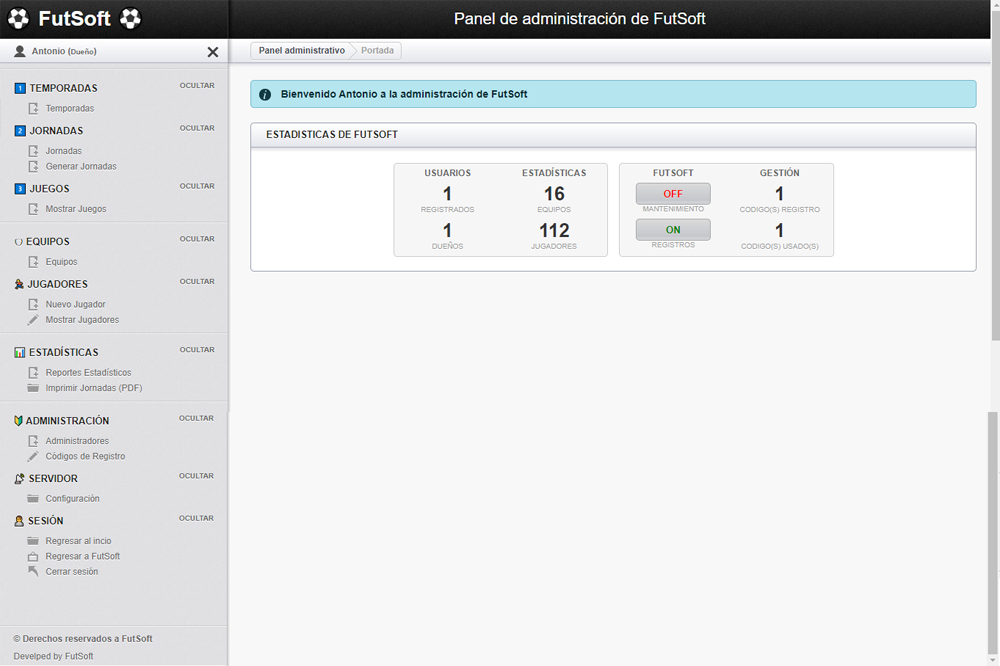 FutSoft
Panel de administración de FutSoft
Antonio (Dueño)
Panel administrativo
Portada
1 TEMPORADAS OCULTAR
Temporadas
2 JORNADAS OCULTAR
Jornadas
Generar Jornadas
3 JUEGOS OCULTAR
Mostrar Juegos
EQUIPOS OCULTAR
Equipos
JUGADORES OCULTAR
Nuevo Jugador
Mostrar Jugadores
ESTADÍSTICAS OCULTAR
Reportes Estadísticos
Imprimir Jornadas (PDF)
ADMINISTRACIÓN OCULTAR
Administradores
Códigos de Registro
SERVIDOR OCULTAR
Configuración
SESIÓN OCULTAR
Regresar al incio
Regresar a FutSoft
Cerrar sesión
© Derechos reservados a FutSoft
Develped by FutSoft
Bienvenido Antonio a la administración de FutSoft
ESTADISTICAS DE FUTSOFT
USUARIOS ESTADÍSTICAS
1 16
REGISTRADOS EQUIPOS
1 112
DUEÑOS JUGADORES
FUTSOFT GESTIÓN
OFF 1
MANTENIMIENTO CODIGO(S) REGISTRO
ON 1
REGISTROS CODIGO(S) USADO(S)